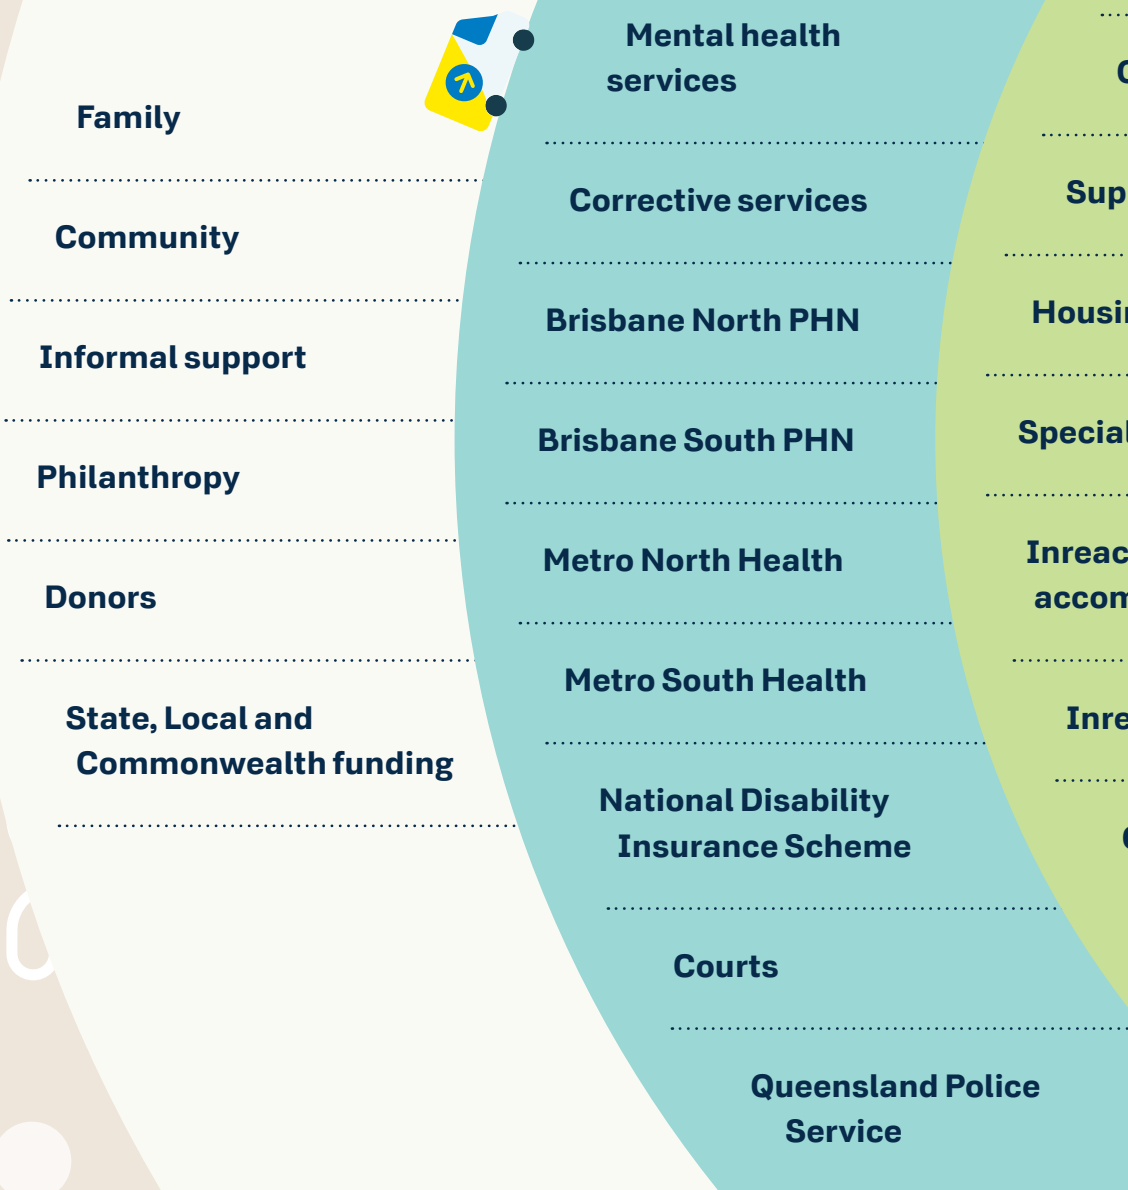 Family
Community
Informal support
Philanthropy
Donors
State, Local and
Commonwealth funding
Mental health
services
Corrective services
Brisbane North PHN
Brisbane South PHN
Metro North Health
Metro South Health
National Disability
Insurance Scheme
Courts
Queensland Police
Service